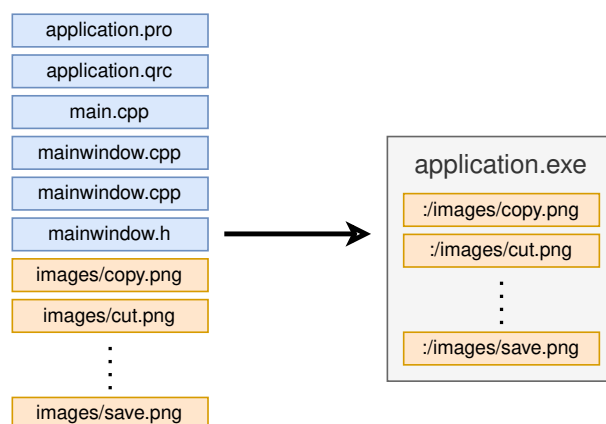 application.pro
application.qrc
main.cpp
mainwindow.cpp
mainwindow.cpp
mainwindow.h
images/copy.png
images/cut.png
images/save.png
application.exe
:/images/copy.png
:/images/cut.png
:/images/save.png